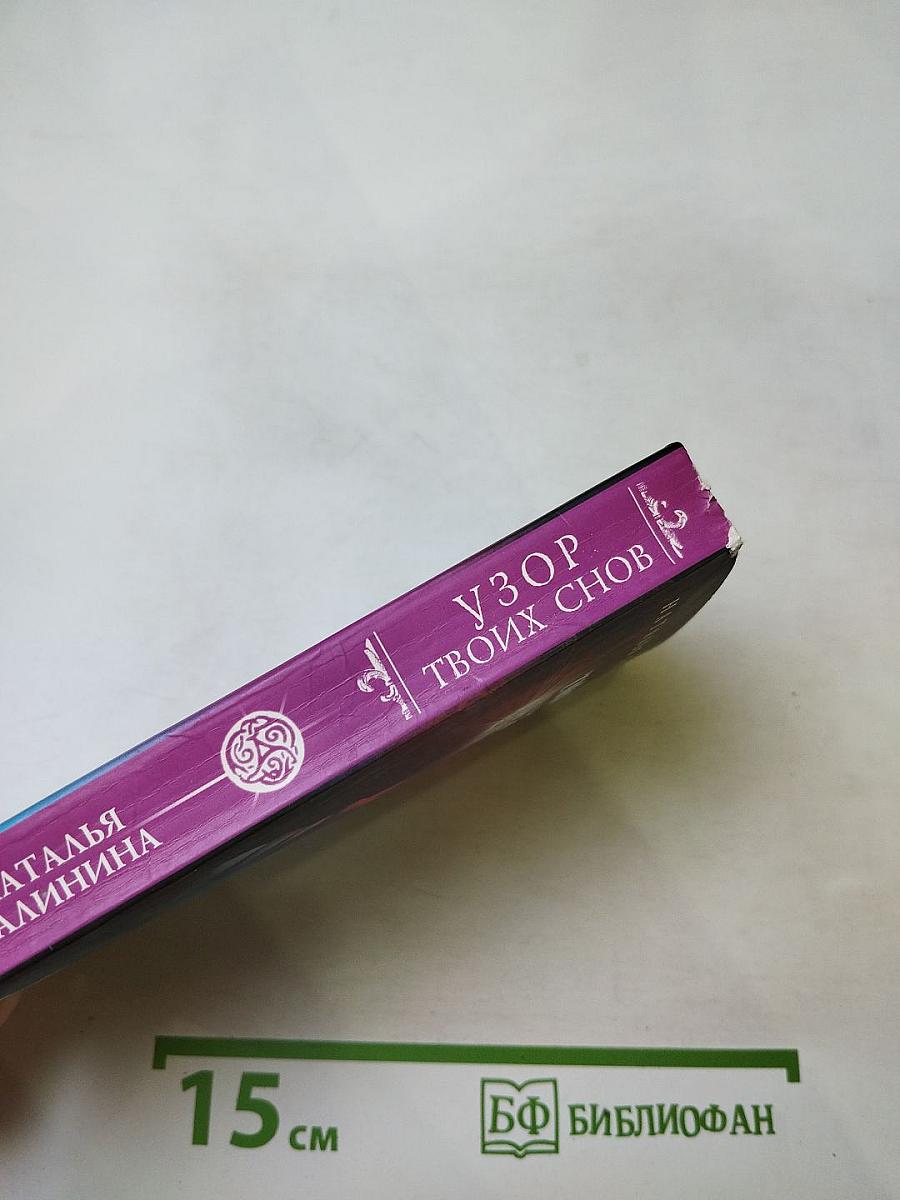 УЗОР
ТВОИХ СНОВ
АТАЛЬЯ
АЛИНИНА
15 см
БФ БИБЛИОФАН